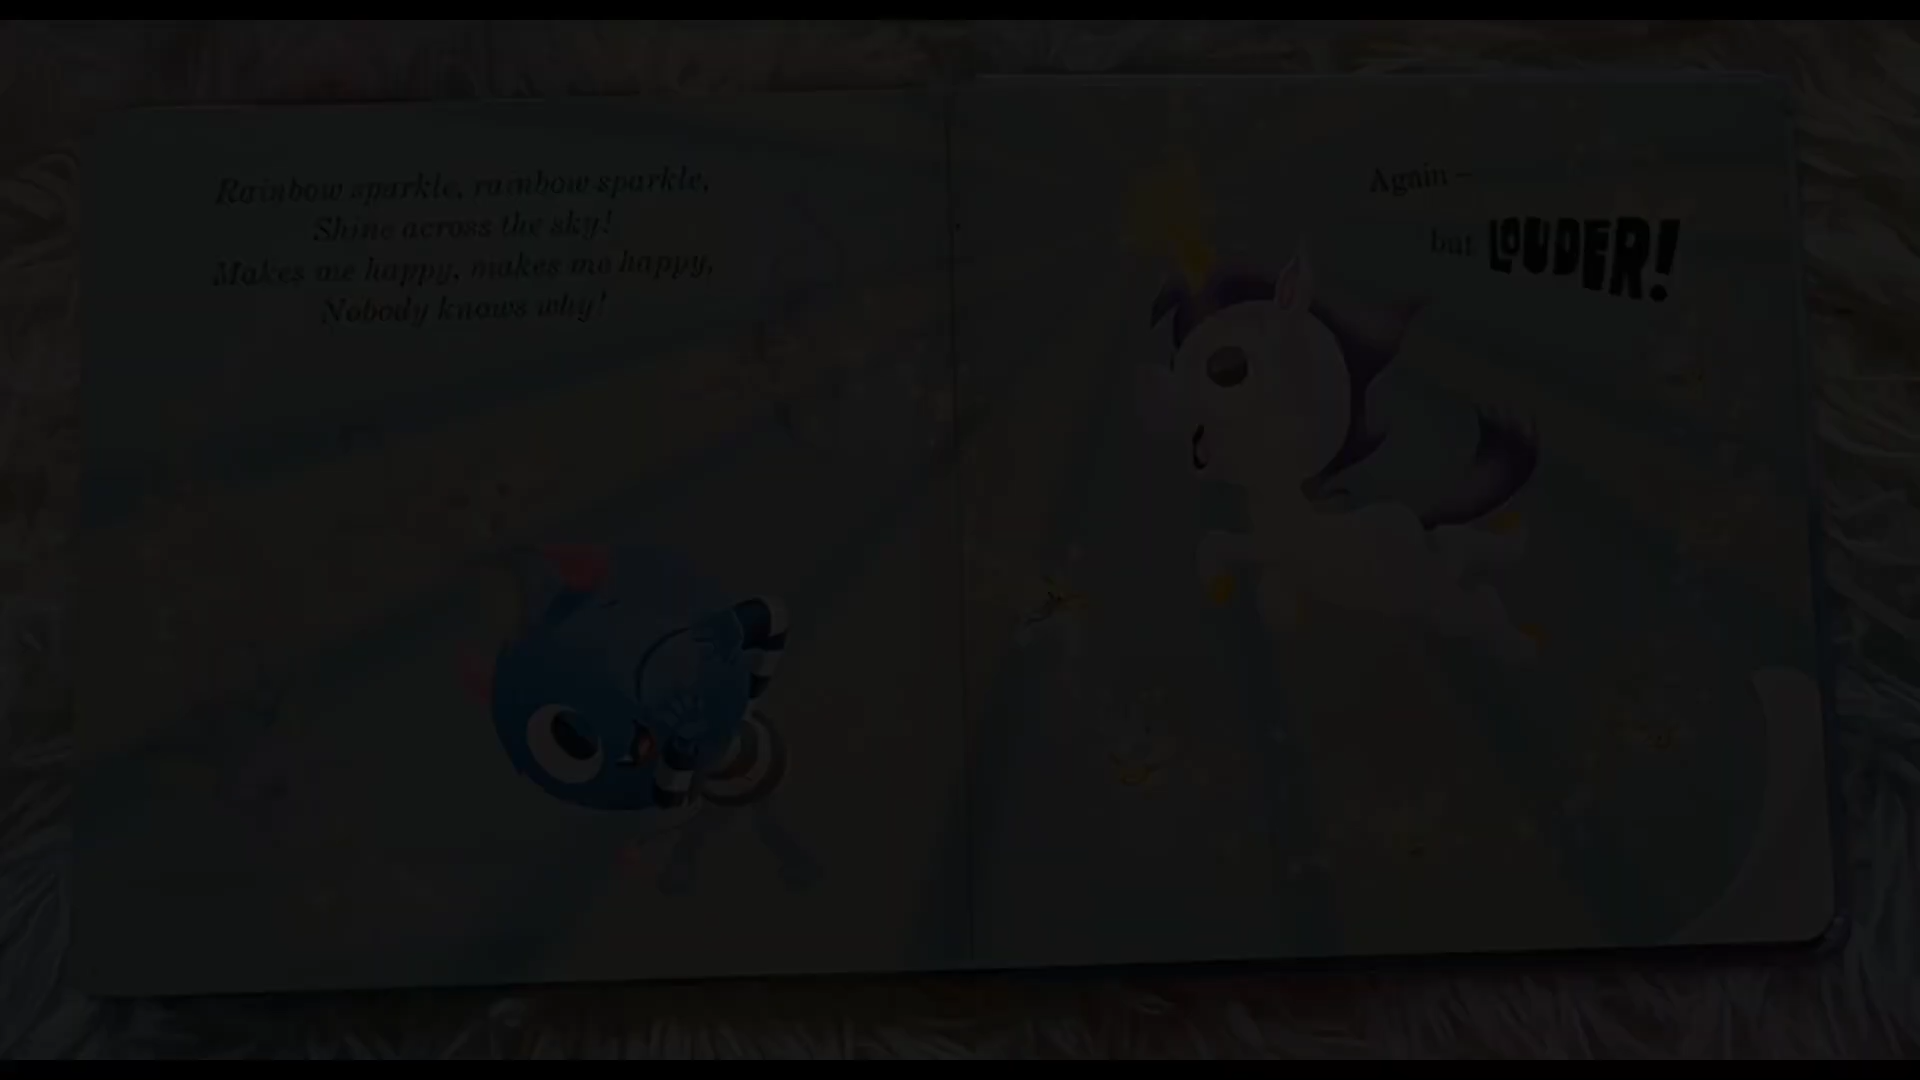 Rainbow sparkle, rainbow sparkle,
Shine across the sky!
Makes me happy, makes me happy,
Nobody knows why!
Again –
but LOUDER!